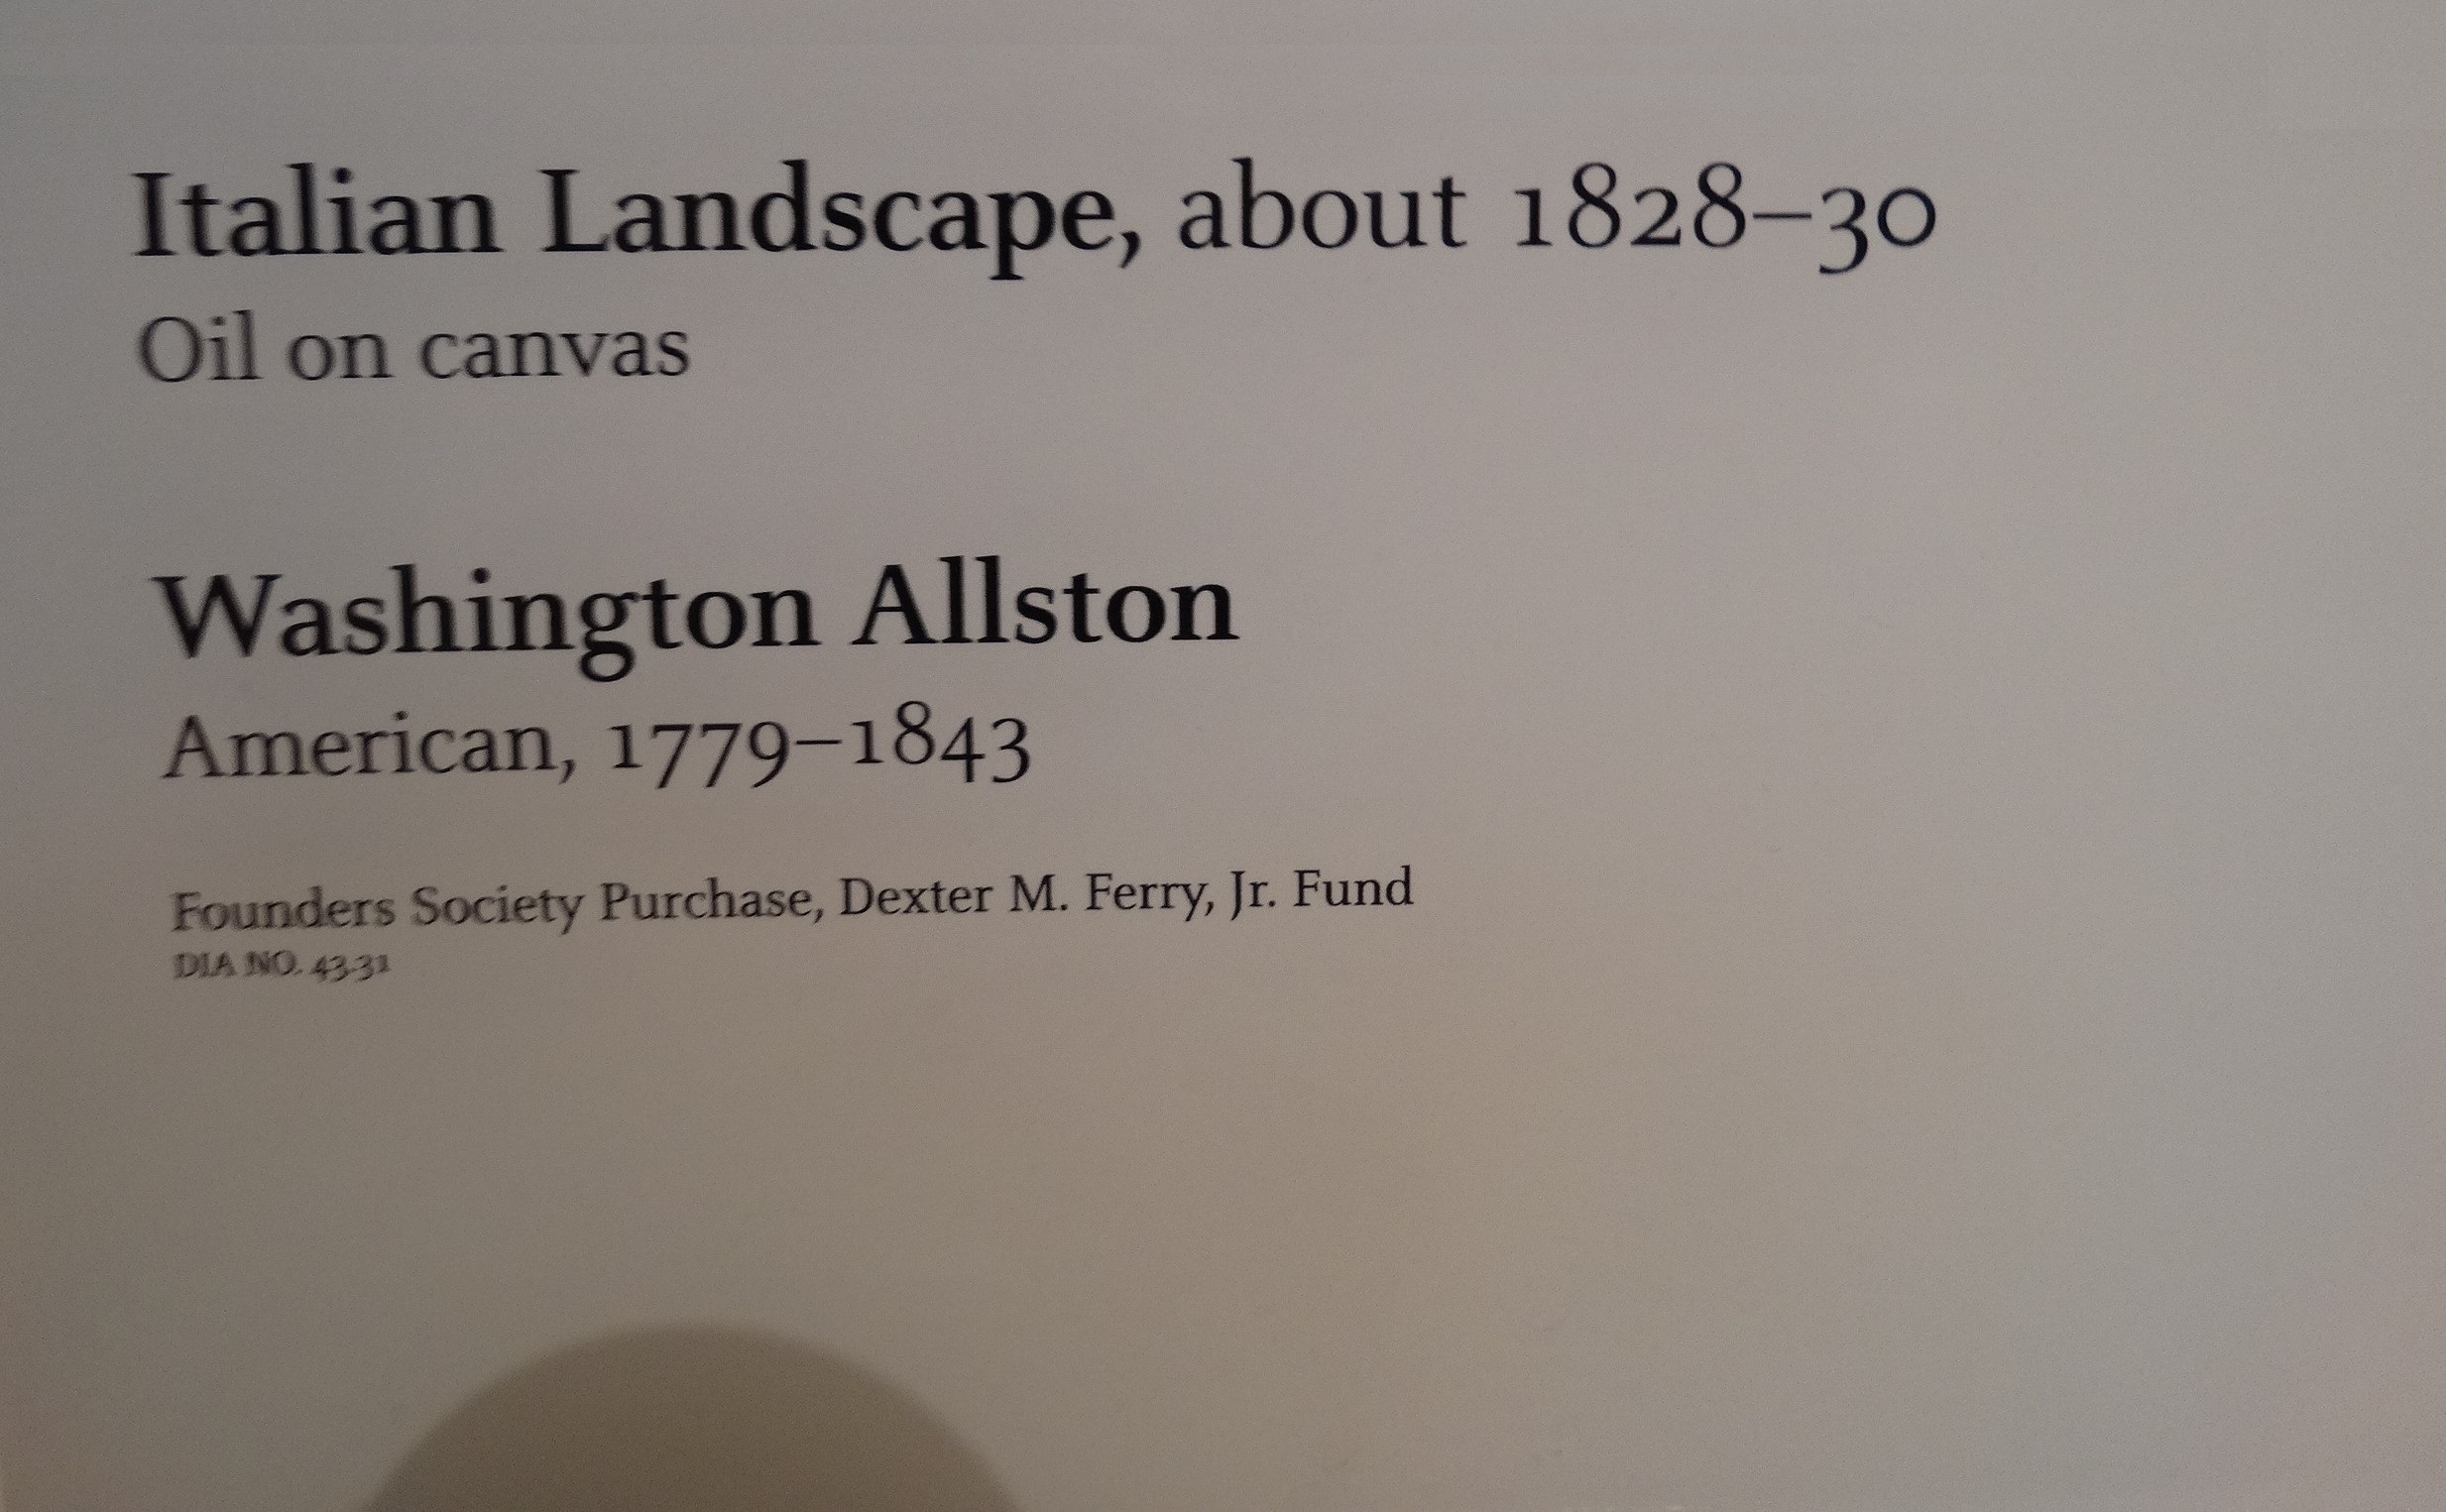 Italian Landscape, about 1828–30
Oil on canvas
Washington Allston
American, 1779–1843
Founders Society Purchase, Dexter M. Ferry, Jr. Fund
DIA NO. 43.31